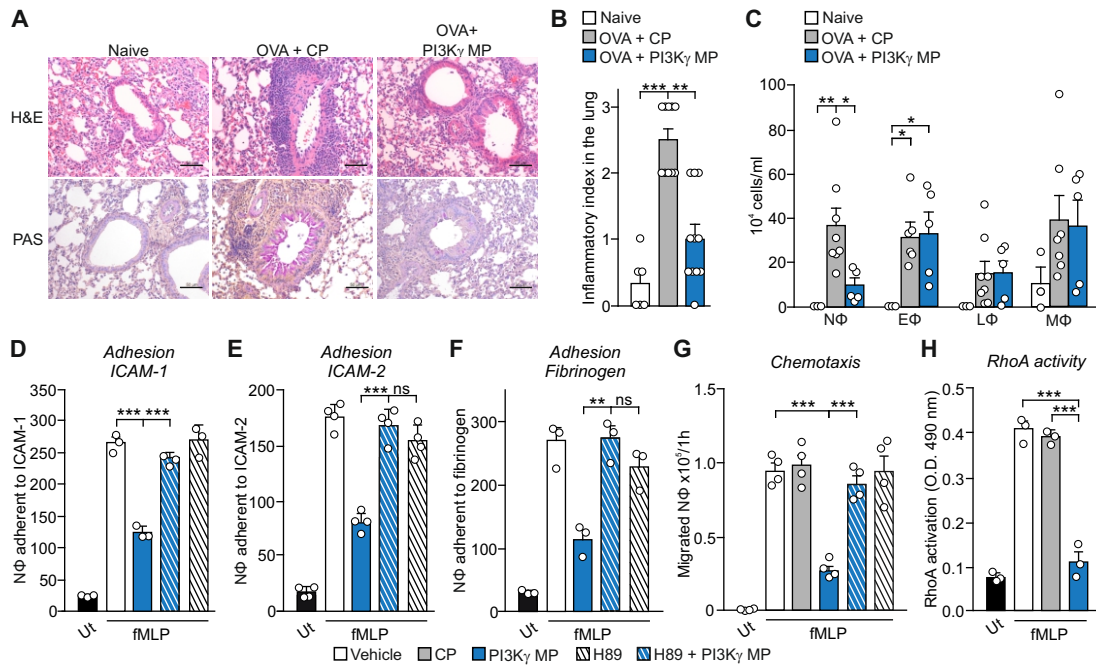 A
Naive
OVA + CP
OVA+
PI3Kγ MP
H&E
PAS
B
Naive
OVA + CP
OVA + PI3Kγ MP
*** **
Inflammatory index in the lung
3
2
1
0
C
Naive
OVA + CP
OVA + PI3Kγ MP
10⁴ cells/ml
100
80
60
40
20
0
** *
*
*
NΦ EΦ LΦ MΦ
D
Adhesion
ICAM-1
NΦ adherent to ICAM-1
350
300
250
200
150
100
50
0
*** ***
Ut
fMLP
E
Adhesion
ICAM-2
NΦ adherent to ICAM-2
200
150
100
50
0
*** ns
Ut
fMLP
F
Adhesion
Fibrinogen
NΦ adherent to fibrinogen
300
200
100
0
** ns
Ut
fMLP
G
Chemotaxis
Migrated NΦ x10⁵/1h
1.5
1.0
0.5
0
*** ***
Ut
fMLP
H
RhoA activity
RhoA activation (O.D. 490 nm)
0.5
0.4
0.3
0.2
0.1
0.0
***
***
Ut
fMLP
Vehicle CP PI3Kγ MP H89 H89 + PI3Kγ MP